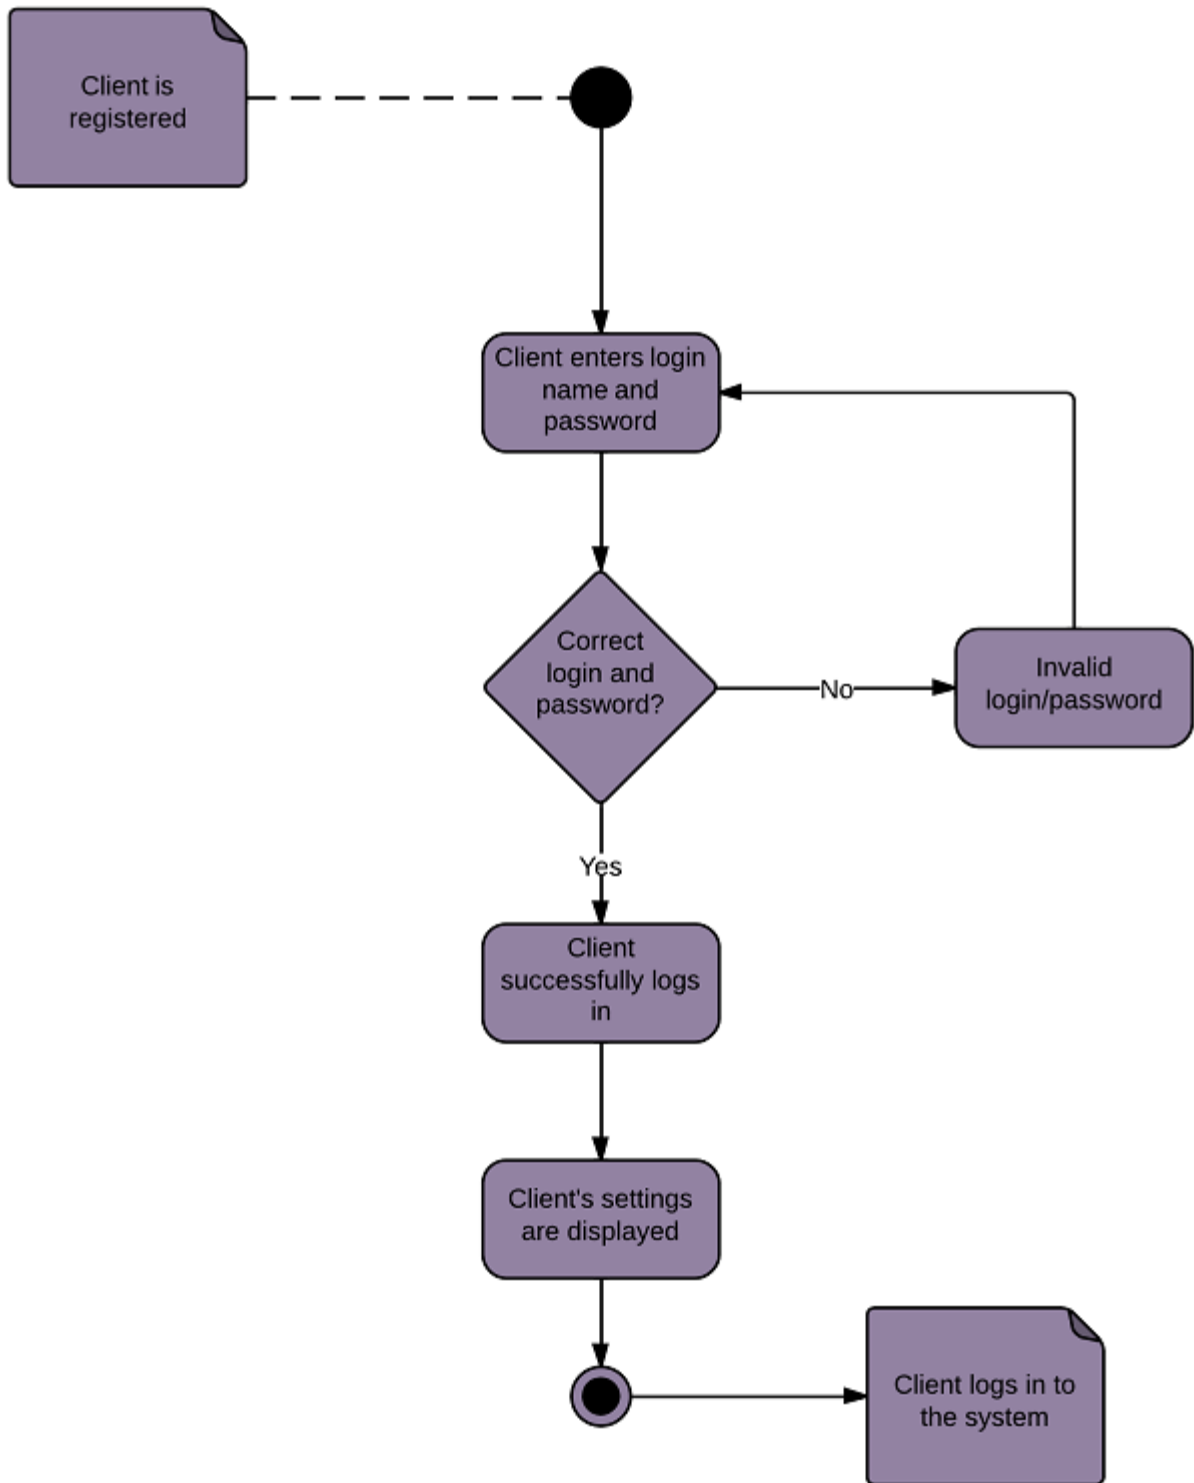 Client is
registered
Client enters login
name and
password
Correct
login and
password?
No
Invalid
login/password
Yes
Client
successfully logs
in
Client's settings
are displayed
Client logs in to
the system